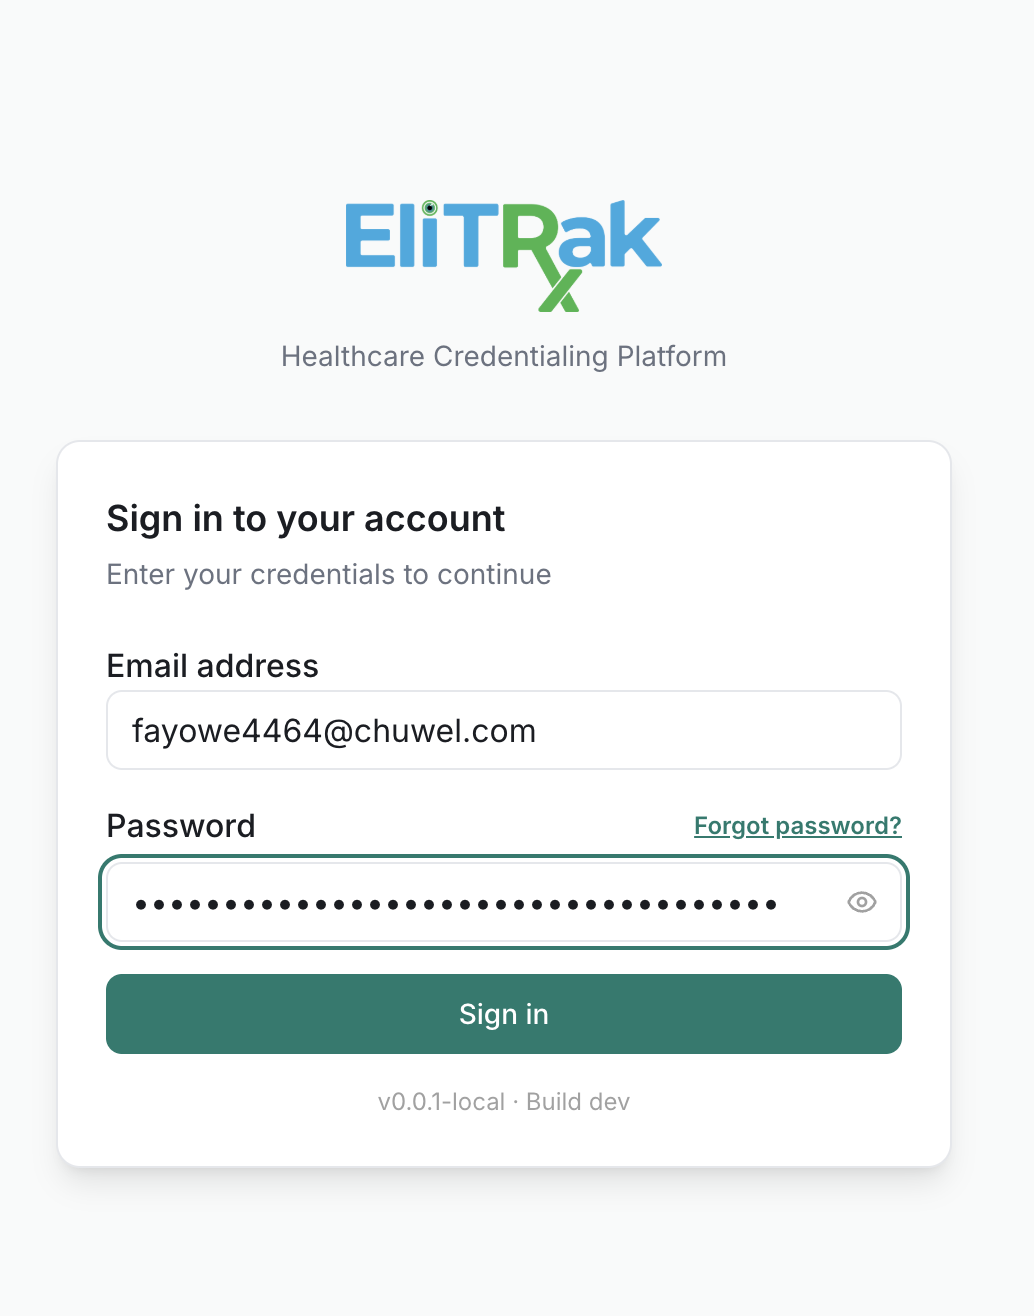 EliTRxak
Healthcare Credentialing Platform
Sign in to your account
Enter your credentials to continue
Email address
fayowe4464@chuwel.com
Password
Forgot password?
••••••••••••••••••••••••••••••••••••
Sign in
v0.0.1-local · Build dev